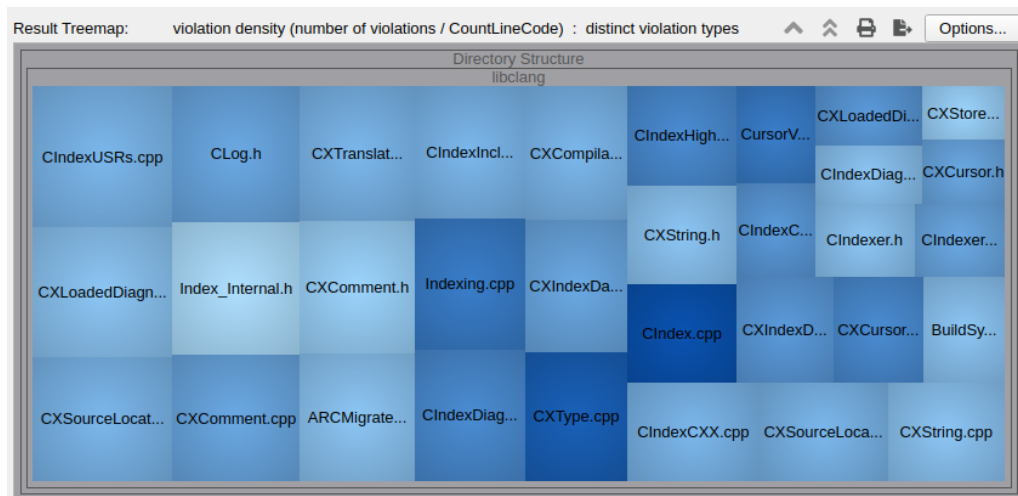 Result Treemap: violation density (number of violations / CountLineCode) : distinct violation types Options...
Directory Structure
libclang
CIndexUSRs.cpp CLog.h CXTranslat... CIndexIncl... CXCompila... CIndexHigh... CursorV... CXLoadedDi... CXStore...
CIndexDiag... CXCursor.h
CXString.h CIndexC... CIndexer.h CIndexer...
CXLoadedDiagn... Index_Internal.h CXComment.h Indexing.cpp CXIndexDa...
CIndex.cpp CXIndexD... CXCursor... BuildSy...
CXSourceLocat... CXComment.cpp ARCMigrate... CIndexDiag... CXType.cpp
CIndexCXX.cpp CXSourceLoca... CXString.cpp